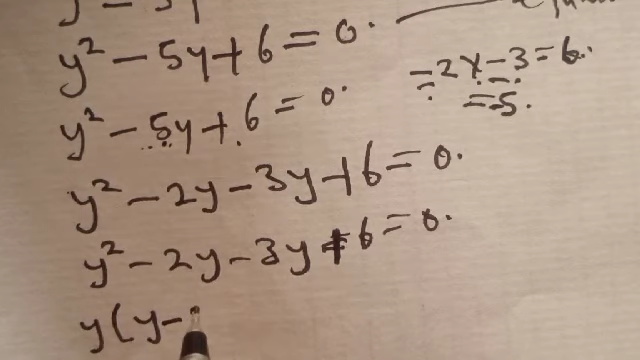 y² - 5y + 6 = 0.
y² - 5y + 6 = 0.
-2 x -3 = 6.
= -5.
y² - 2y - 3y + 6 = 0.
y² - 2y - 3y + 6 = 0.
y(y -